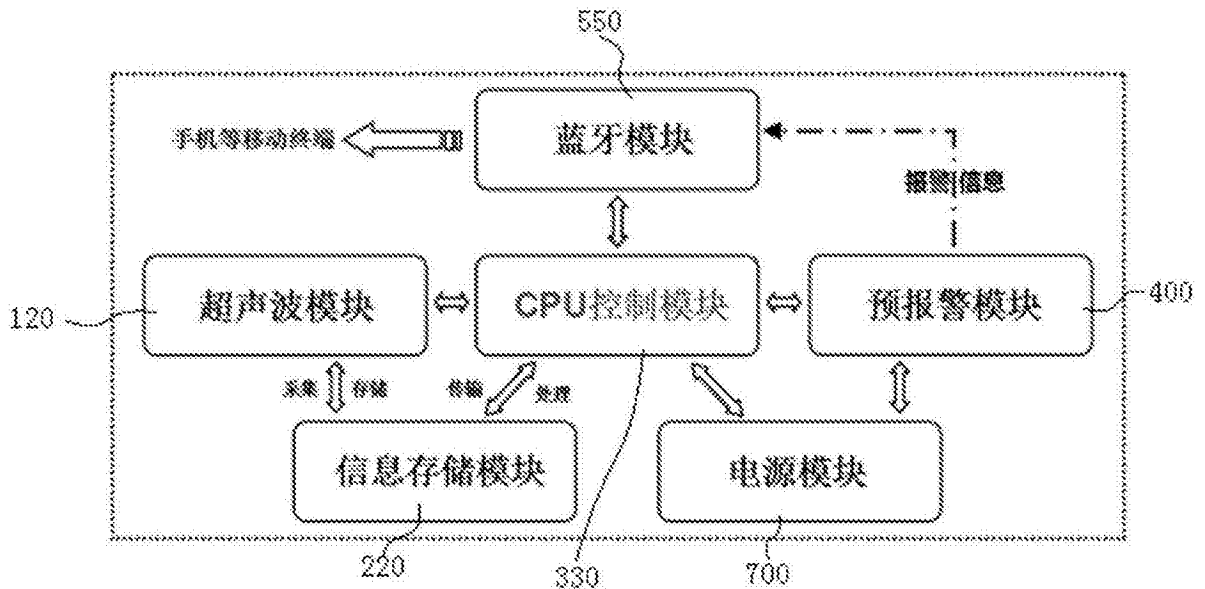 550
手机等移动终端
蓝牙模块
报警信息
120
超声波模块
CPU控制模块
预报警模块
400
采集
存储
传输
处理
信息存储模块
电源模块
220
330
700